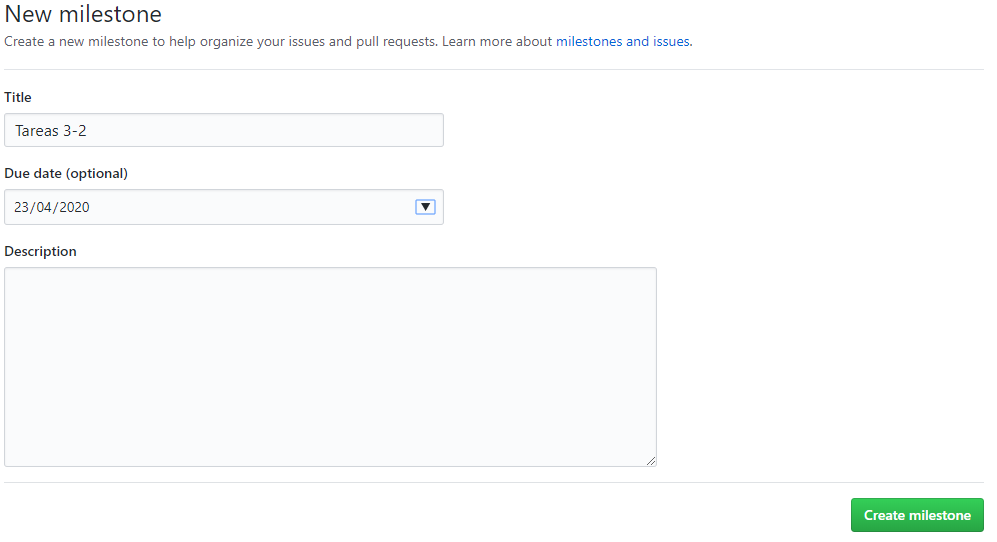 New milestone
Create a new milestone to help organize your issues and pull requests. Learn more about milestones and issues.
Title
Tareas 3-2
Due date (optional)
23/04/2020
Description
Create milestone